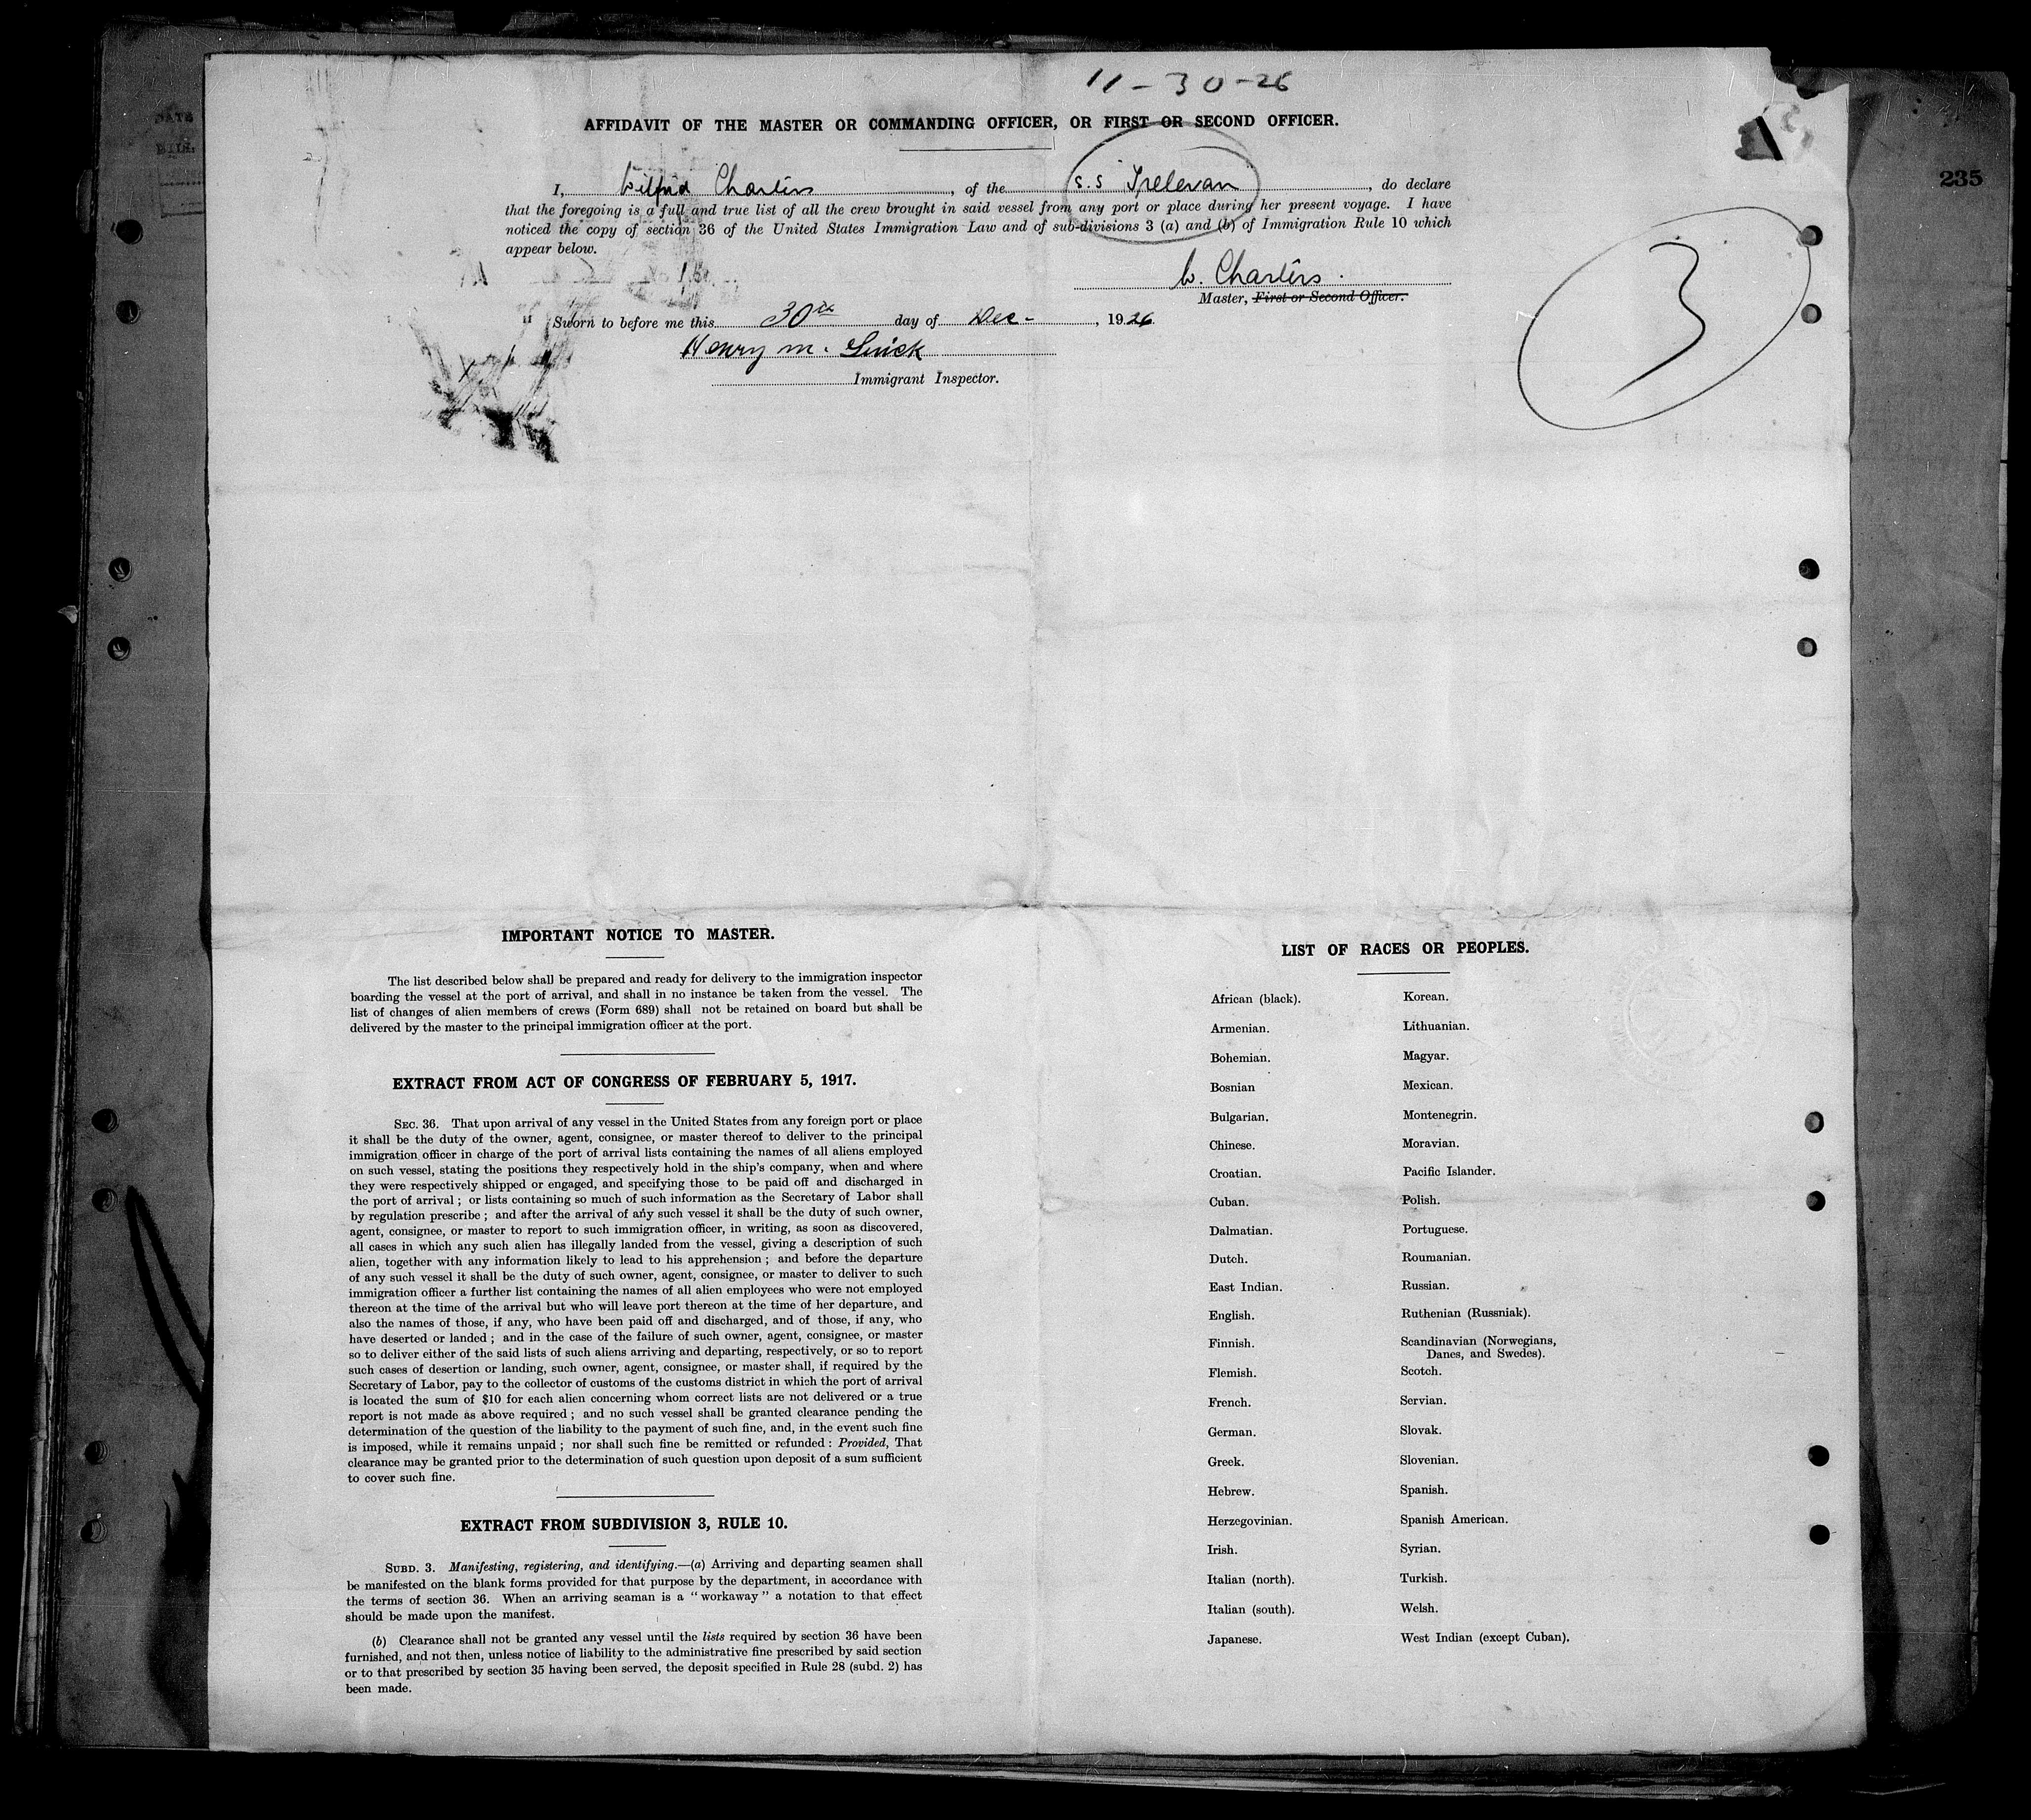 11-30-26
AFFIDAVIT OF THE MASTER OR COMMANDING OFFICER, OR FIRST OR SECOND OFFICER.
I, Wilfrid Charters, of the S.S Trelevan, do declare
that the foregoing is a full and true list of all the crew brought in said vessel from any port or place during her present voyage. I have
noticed the copy of section 36 of the United States Immigration Law and of sub-divisions 3 (a) and (b) of Immigration Rule 10 which
appear below.
W. Charters.
Master, First or Second Officer.
Sworn to before me this 30th day of Dec-, 1926.
Henry M.
Immigrant Inspector.
3
235
IMPORTANT NOTICE TO MASTER.
The list described below shall be prepared and ready for delivery to the immigration inspector
boarding the vessel at the port of arrival, and shall in no instance be taken from the vessel. The
list of changes of alien members of crews (Form 689) shall not be retained on board but shall be
delivered by the master to the principal immigration officer at the port.
EXTRACT FROM ACT OF CONGRESS OF FEBRUARY 5, 1917.
SEC. 36. That upon arrival of any vessel in the United States from any foreign port or place
it shall be the duty of the owner, agent, consignee, or master thereof to deliver to the principal
immigration officer in charge of the port of arrival lists containing the names of all aliens employed
on such vessel, stating the positions they respectively hold in the ship's company, when and where
they were respectively shipped or engaged, and specifying those to be paid off and discharged in
the port of arrival; or lists containing so much of such information as the Secretary of Labor shall
by regulation prescribe; and after the arrival of any such vessel it shall be the duty of such owner,
agent, consignee, or master to report to such immigration officer, in writing, as soon as discovered,
all cases in which any such alien has illegally landed from the vessel, giving a description of such
alien, together with any information likely to lead to his apprehension; and before the departure
of any such vessel it shall be the duty of such owner, agent, consignee, or master to deliver to such
immigration officer a further list containing the names of all alien employees who were not employed
thereon at the time of the arrival but who will leave port thereon at the time of her departure, and
also the names of those, if any, who have been paid off and discharged, and of those, if any, who
have deserted or landed; and in the case of the failure of such owner, agent, consignee, or master
so to deliver either of the said lists of such aliens arriving and departing, respectively, or so to report
such cases of desertion or landing, such owner, agent, consignee, or master shall, if required by the
Secretary of Labor, pay to the collector of customs of the customs district in which the port of arrival
is located the sum of $10 for each alien concerning whom correct lists are not delivered or a true
report is not made as above required; and no such vessel shall be granted clearance pending the
determination of the question of the liability to the payment of such fine, and, in the event such fine
is imposed, while it remains unpaid; nor shall such fine be remitted or refunded: Provided, That
clearance may be granted prior to the determination of such question upon deposit of a sum sufficient
to cover such fine.
EXTRACT FROM SUBDIVISION 3, RULE 10.
SUBD. 3. Manifesting, registering, and identifying.—(a) Arriving and departing seamen shall
be manifested on the blank forms provided for that purpose by the department, in accordance with
the terms of section 36. When an arriving seaman is a "workaway" a notation to that effect
should be made upon the manifest.
(b) Clearance shall not be granted any vessel until the lists required by section 36 have been
furnished, and not then, unless notice of liability to the administrative fine prescribed by said section
or to that prescribed by section 35 having been served, the deposit specified in Rule 28 (subd. 2) has
been made.
LIST OF RACES OR PEOPLES.
African (black).
Armenian.
Bohemian.
Bosnian
Bulgarian.
Chinese.
Croatian.
Cuban.
Dalmatian.
Dutch.
East Indian.
English.
Finnish.
Flemish.
French.
German.
Greek.
Hebrew.
Herzegovinian.
Irish.
Italian (north).
Italian (south).
Japanese.
Korean.
Lithuanian.
Magyar.
Mexican.
Montenegrin.
Moravian.
Pacific Islander.
Polish.
Portuguese.
Roumanian.
Russian.
Ruthenian (Russniak).
Scandinavian (Norwegians,
Danes, and Swedes).
Scotch.
Servian.
Slovak.
Slovenian.
Spanish.
Spanish American.
Syrian.
Turkish.
Welsh.
West Indian (except Cuban).